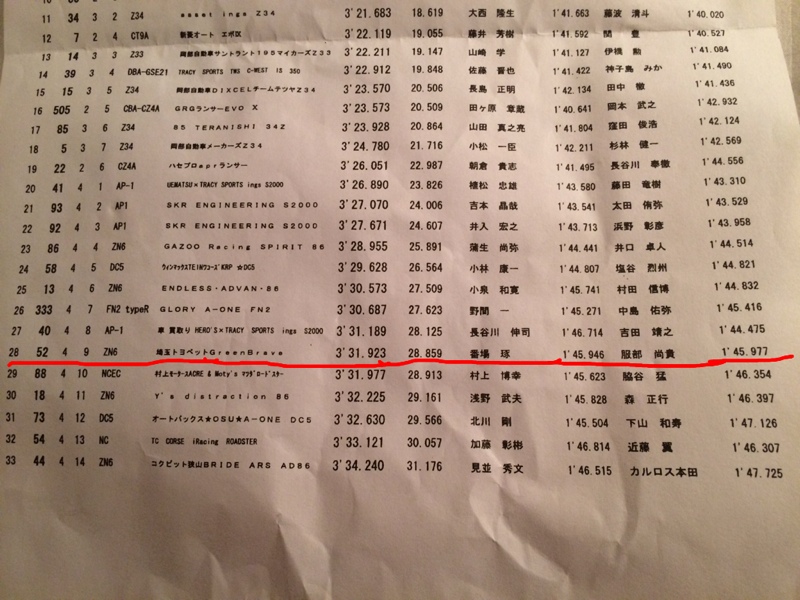 11 34 3 2 Z34 asset ings Z34 3'21.683 18.619 大西 隆生 1'41.663 藤波 清斗 1'40.020
12 7 2 4 CT9A 新菱オート エボⅨ 3'22.119 19.055 藤井 芳樹 1'41.592 関 豊 1'40.527
13 14 3 3 Z33 岡部自動車サントラント195マイカーズZ33 3'22.211 19.147 山崎 学 1'41.127 伊橋 勲 1'41.084
14 39 3 4 DBA-GSE21 TRACY SPORTS TWS C-WEST IS 350 3'22.912 19.848 佐藤 晋也 1'41.422 神子島 みか 1'41.490
15 15 3 5 Z34 岡部自動車DIXCELチームテツヤZ34 3'23.570 20.506 長島 正明 1'42.134 田中 徹 1'41.436
16 505 2 5 CBA-CZ4A GRGランサーEVO X 3'23.573 20.509 田ヶ原 章蔵 1'40.641 岡本 武之 1'42.932
17 85 3 6 Z34 85 TERANISHI 34Z 3'23.928 20.864 山田 真之亮 1'41.804 窪田 俊浩 1'42.124
18 5 3 7 Z34 岡部自動車メーカーズZ34 3'24.780 21.716 小松 一臣 1'42.211 杉林 健一 1'42.569
19 22 2 6 CZ4A ハセプロaprランサー 3'26.051 22.987 朝倉 貴志 1'41.495 長谷川 奉徹 1'44.556
20 41 4 1 AP-1 UEMATSU×TRACY SPORTS ings S2000 3'26.890 23.826 植松 忠雄 1'43.580 藤田 竜樹 1'43.310
21 93 4 2 AP1 SKR ENGINEERING S2000 3'27.070 24.006 吉本 晶哉 1'43.541 太田 侑弥 1'43.529
22 92 4 3 AP1 SKR ENGINEERING S2000 3'27.671 24.607 井入 宏之 1'43.713 浜野 彰彦 1'43.958
23 86 4 4 ZN6 GAZOO Racing SPIRIT 86 3'28.955 25.891 蒲生 尚弥 1'44.441 井口 卓人 1'44.514
24 58 4 5 DC5 ウィンマックスTEINワコーズKRP ☆DC5 3'29.628 26.564 小林 康一 1'44.807 塩谷 烈州 1'44.821
25 13 4 6 ZN6 ENDLESS・ADVAN・86 3'30.573 27.509 小泉 和寛 1'45.741 村田 信博 1'44.832
26 333 4 7 FN2 typeR GLORY A-ONE FN2 3'30.687 27.623 野間 一 1'45.271 中島 佑弥 1'45.416
27 40 4 8 AP-1 車 買取り HERO'S×TRACY SPORTS ings S2000 3'31.189 28.125 長谷川 伸司 1'46.714 吉田 靖之 1'44.475
28 52 4 9 ZN6 埼玉トヨペットGreenBrave 3'31.923 28.859 番場 琢 1'45.946 服部 尚貴 1'45.977
29 88 4 10 NCEC 村上モータースACRE & Moty's マツダロードスター 3'31.977 28.913 村上 博幸 1'45.623 脇谷 猛 1'46.354
30 18 4 11 ZN6 Y's distraction 86 3'32.225 29.161 浅野 武夫 1'45.828 森 正行 1'46.397
31 73 4 12 DC5 オートバックス★OSU★A-ONE DC5 3'32.630 29.566 北川 剛 1'45.504 下山 和寿 1'47.126
32 54 4 13 NC TC CORSE iRacing ROADSTER 3'33.121 30.057 加藤 彰彬 1'46.814 近藤 翼 1'46.307
33 44 4 14 ZN6 コクピット狭山BRIDE ARS AD86 3'34.240 31.176 見並 秀文 1'46.515 カルロス本田 1'47.725